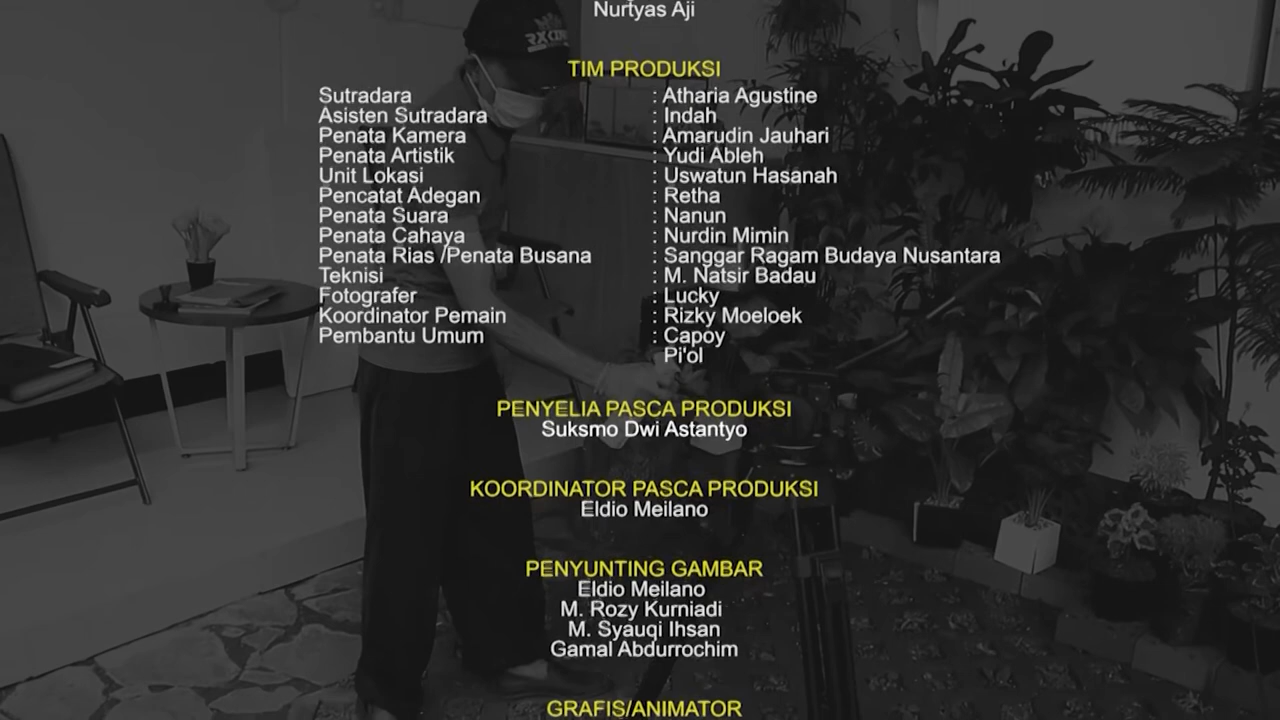 Nurtyas Aji
TIM PRODUKSI
Sutradara : Atharia Agustine
Asisten Sutradara : Indah
Penata Kamera : Amarudin Jauhari
Penata Artistik : Yudi Ableh
Unit Lokasi : Uswatun Hasanah
Pencatat Adegan : Retha
Penata Suara : Nanun
Penata Cahaya : Nurdin Mimin
Penata Rias /Penata Busana : Sanggar Ragam Budaya Nusantara
Teknisi : M. Natsir Badau
Fotografer : Lucky
Koordinator Pemain : Rizky Moeloek
Pembantu Umum : Capoy
Pi'ol
PENYELIA PASCA PRODUKSI
Suksmo Dwi Astantyo
KOORDINATOR PASCA PRODUKSI
Eldio Meilano
PENYUNTING GAMBAR
Eldio Meilano
M. Rozy Kurniadi
M. Syauqi Ihsan
Gamal Abdurrochim
GRAFIS/ANIMATOR